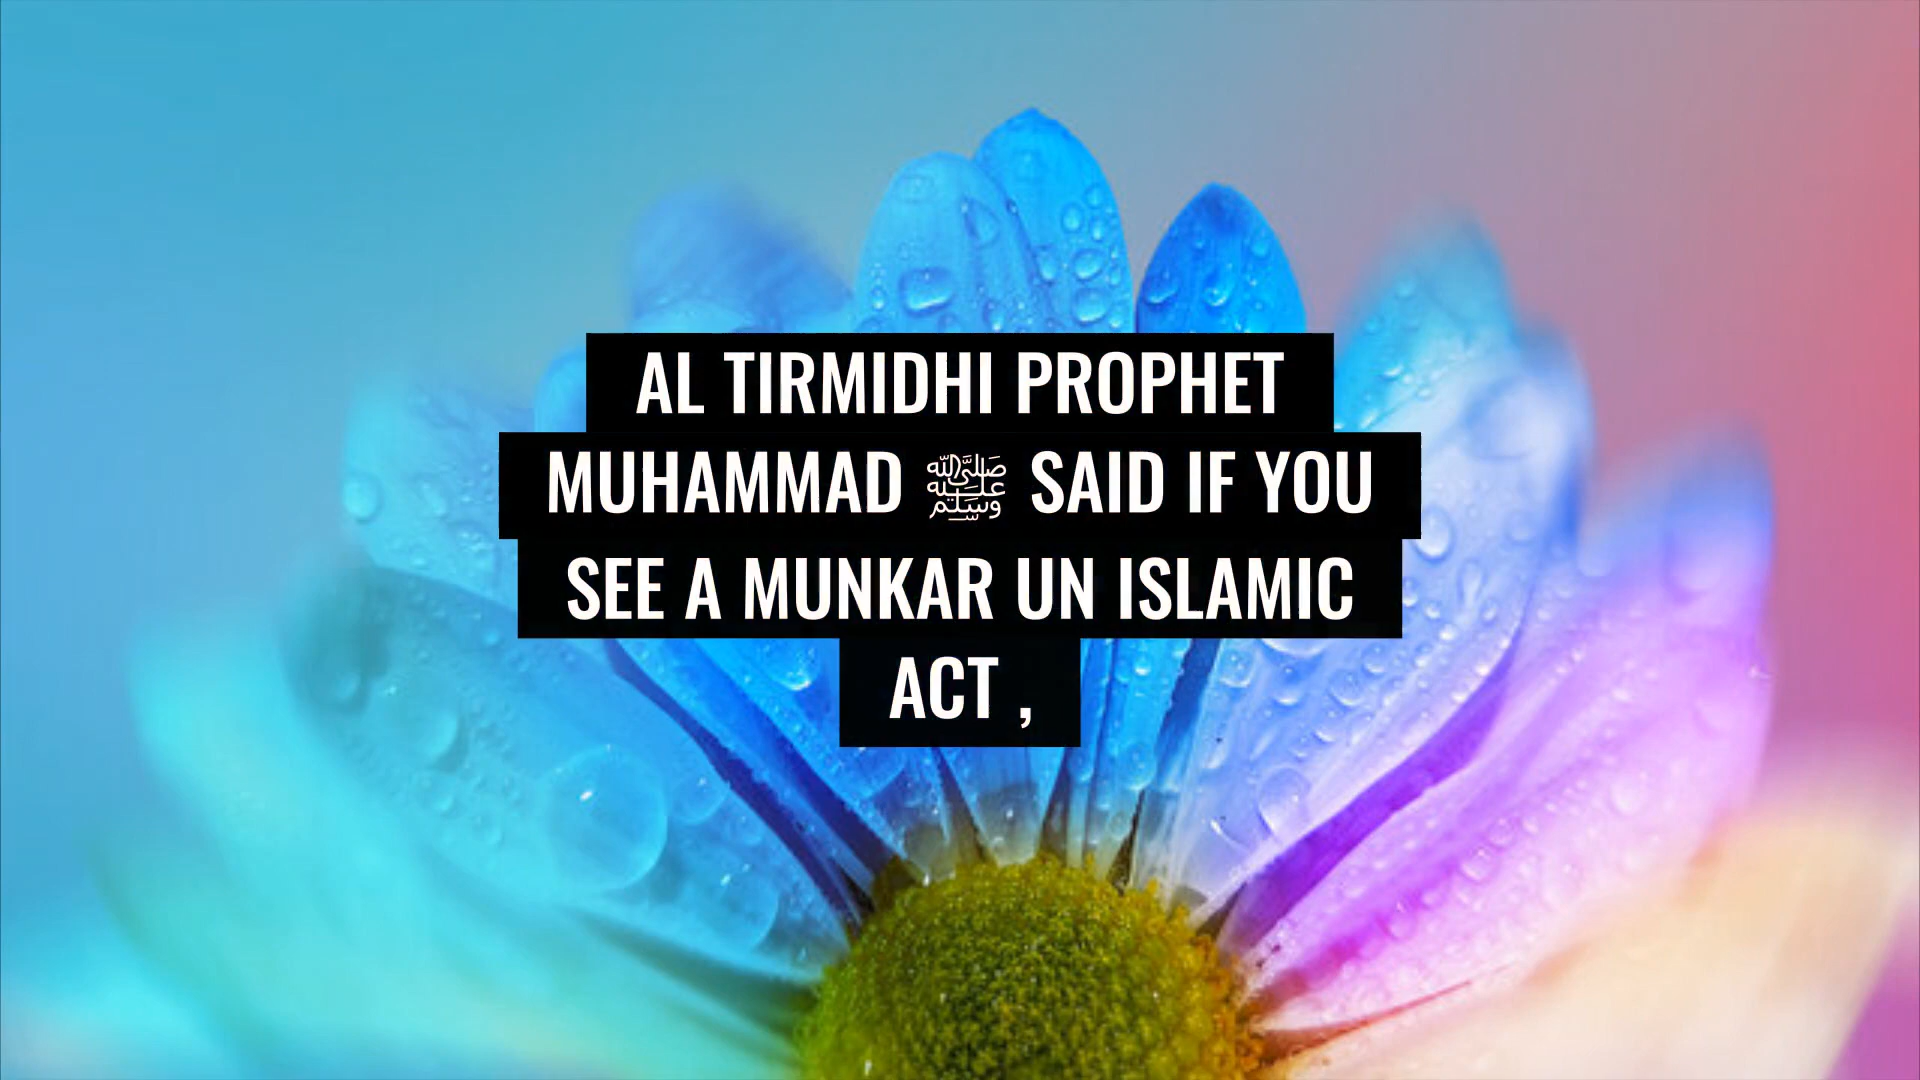 AL TIRMIDHI PROPHET
MUHAMMAD ﷺ SAID IF YOU
SEE A MUNKAR UN ISLAMIC
ACT ,